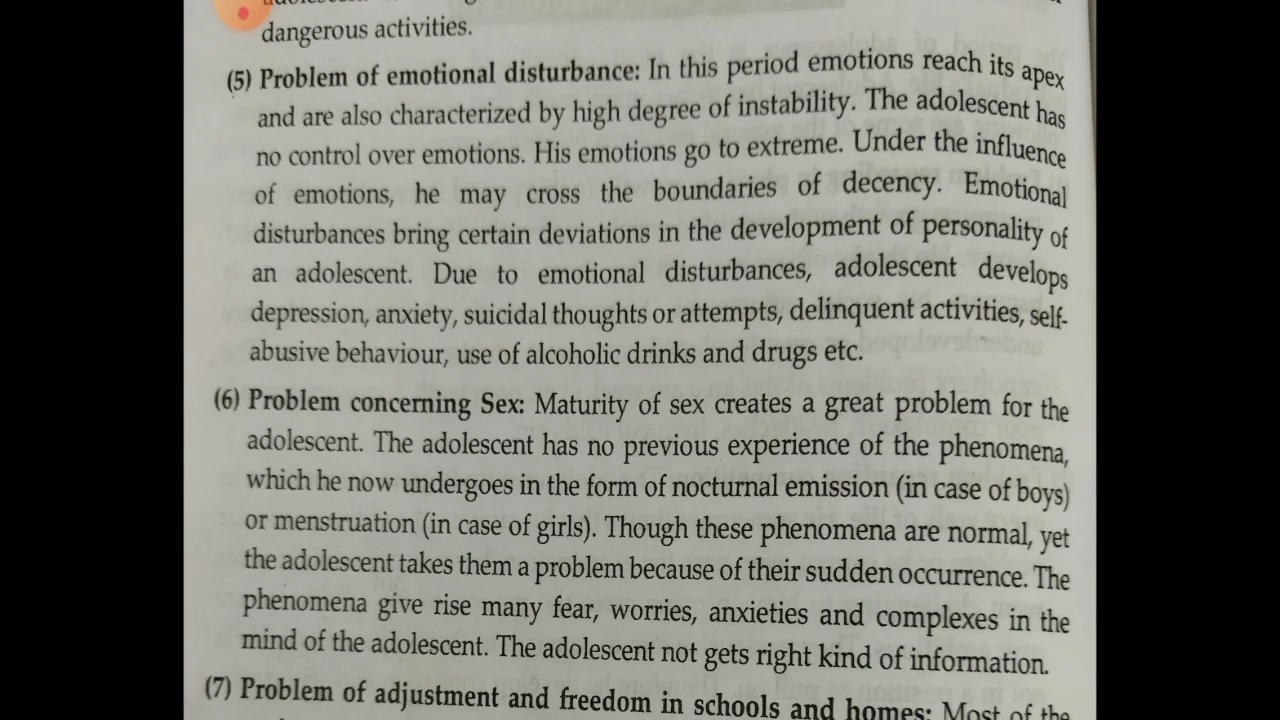 dangerous activities.
(5) Problem of emotional disturbance: In this period emotions reach its apex
and are also characterized by high degree of instability. The adolescent has
no control over emotions. His emotions go to extreme. Under the influence
of emotions, he may cross the boundaries of decency. Emotional
disturbances bring certain deviations in the development of personality of
an adolescent. Due to emotional disturbances, adolescent develops
depression, anxiety, suicidal thoughts or attempts, delinquent activities, self-
abusive behaviour, use of alcoholic drinks and drugs etc.
(6) Problem concerning Sex: Maturity of sex creates a great problem for the
adolescent. The adolescent has no previous experience of the phenomena,
which he now undergoes in the form of nocturnal emission (in case of boys)
or menstruation (in case of girls). Though these phenomena are normal, yet
the adolescent takes them a problem because of their sudden occurrence. The
phenomena give rise many fear, worries, anxieties and complexes in the
mind of the adolescent. The adolescent not gets right kind of information.
(7) Problem of adjustment and freedom in schools and homes: Most of the